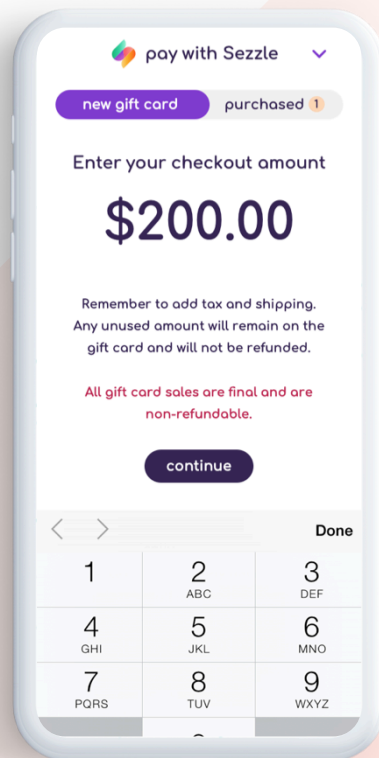 pay with Sezzle
new gift card purchased 1
Enter your checkout amount
$200.00
Remember to add tax and shipping.
Any unused amount will remain on the
gift card and will not be refunded.
All gift card sales are final and are
non-refundable.
continue
Done
1 2 3
ABC DEF
4 5 6
GHI JKL MNO
7 8 9
PQRS TUV WXYZ